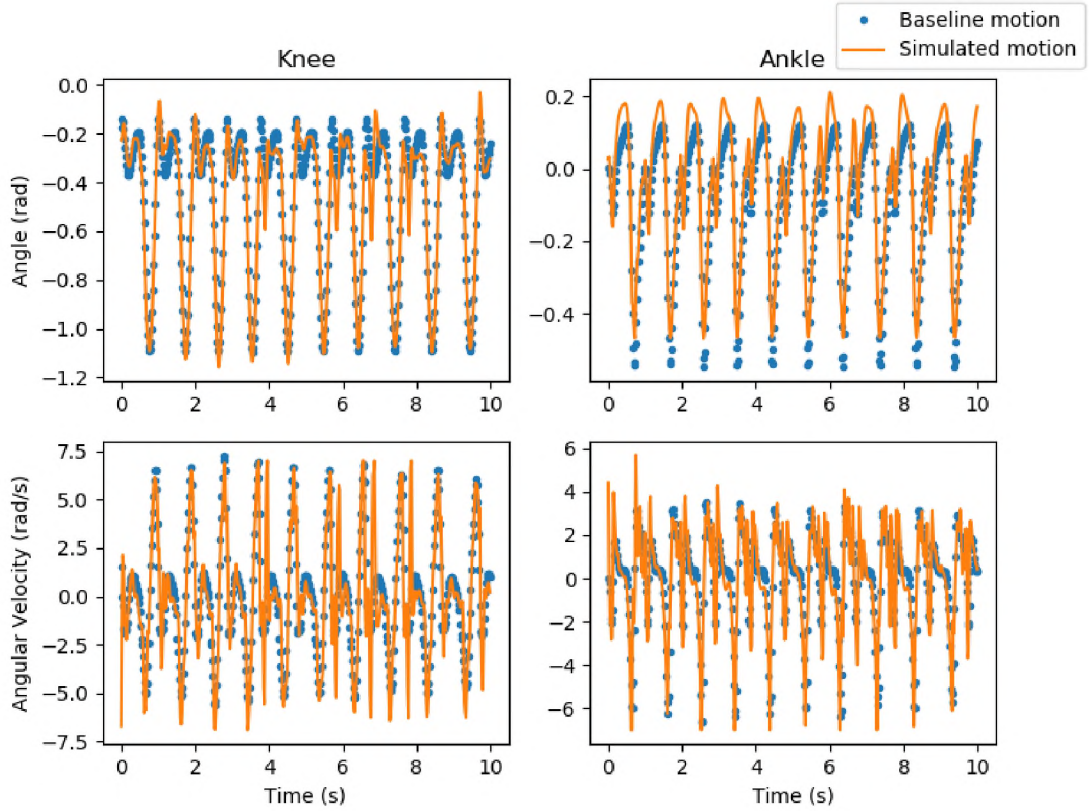 Baseline motion
Simulated motion
Knee
Ankle
0.0
−0.2
−0.4
−0.6
−0.8
−1.0
−1.2
Angle (rad)
0 2 4 6 8 10
0.2
0.0
−0.2
−0.4
0 2 4 6 8 10
7.5
5.0
2.5
0.0
−2.5
−5.0
−7.5
Angular Velocity (rad/s)
0 2 4 6 8 10
Time (s)
6
4
2
0
−2
−4
−6
0 2 4 6 8 10
Time (s)